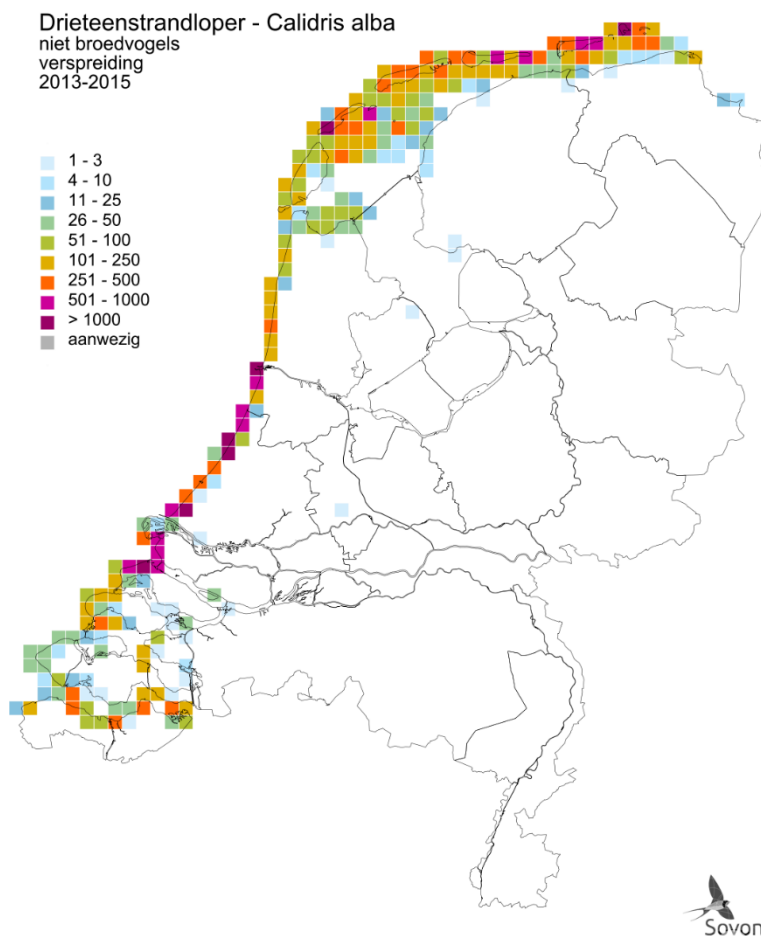 Drieteenstrandloper - Calidris alba
niet broedvogels
verspreiding
2013-2015
1 - 3
4 - 10
11 - 25
26 - 50
51 - 100
101 - 250
251 - 500
501 - 1000
> 1000
aanwezig
Sovon